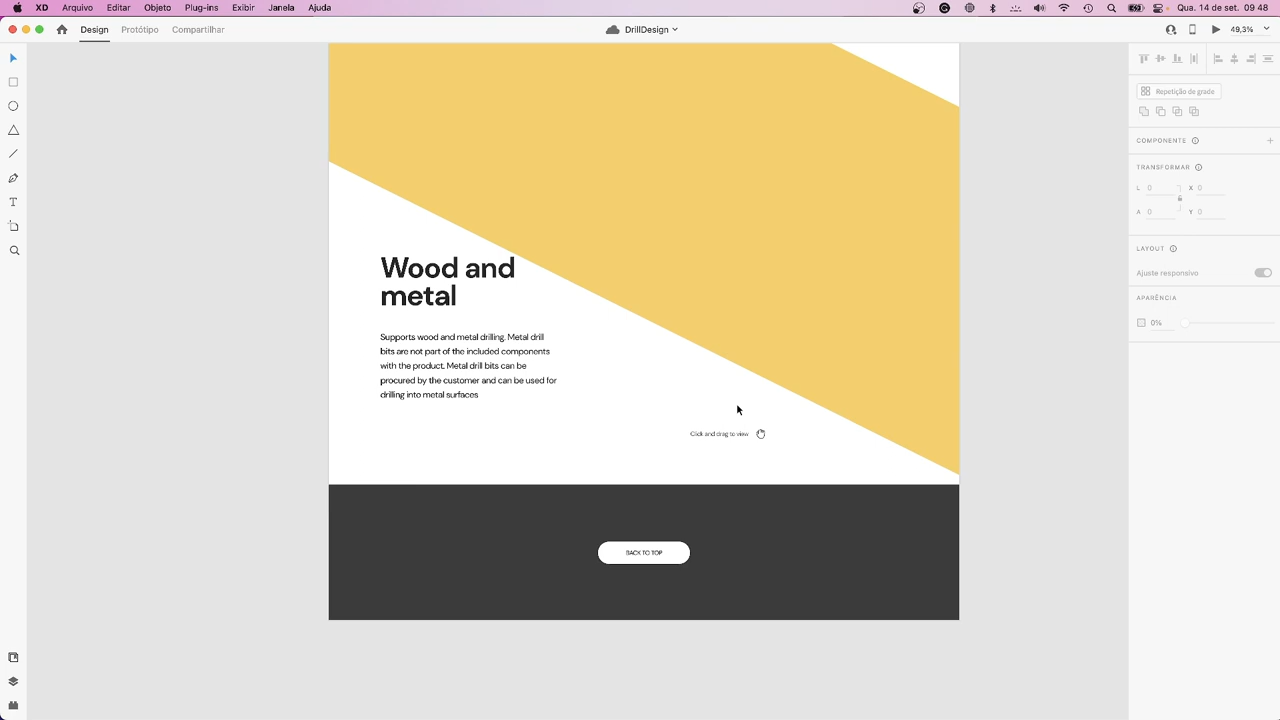 XD Arquivo Editar Objeto Plug-ins Exibir Janela Ajuda Qua. 14 de set. 09 48
Design Protótipo Compartilhar DrillDesign 49,3%
Repetição de grade
COMPONENTE
TRANSFORMAR
L 0 X 0
A 0 Y 0
LAYOUT
Ajuste responsivo
APARÊNCIA
0%
Wood and
metal
Supports wood and metal drilling. Metal drill
bits are not part of the included components
with the product. Metal drill bits can be
procured by the customer and can be used for
drilling into metal surfaces
Click and drag to view
BACK TO TOP